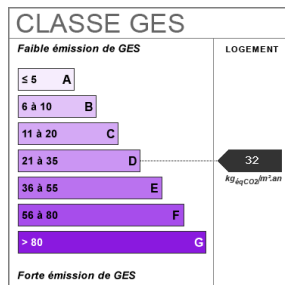 CLASSE GES
Faible émission de GES
LOGEMENT
≤ 5 A
6 à 10 B
11 à 20 C
21 à 35 D
32
kgéqCO2/m².an
36 à 55 E
56 à 80 F
> 80 G
Forte émission de GES